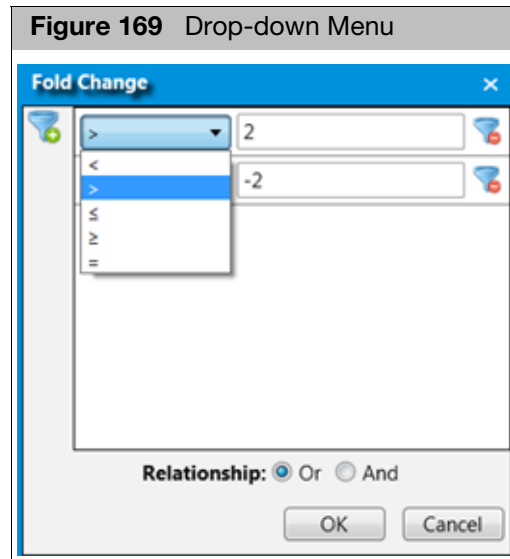 Figure 169 Drop-down Menu
Fold Change
> 2
<
> -2
≤
≥
=
Relationship: Or And
OK Cancel